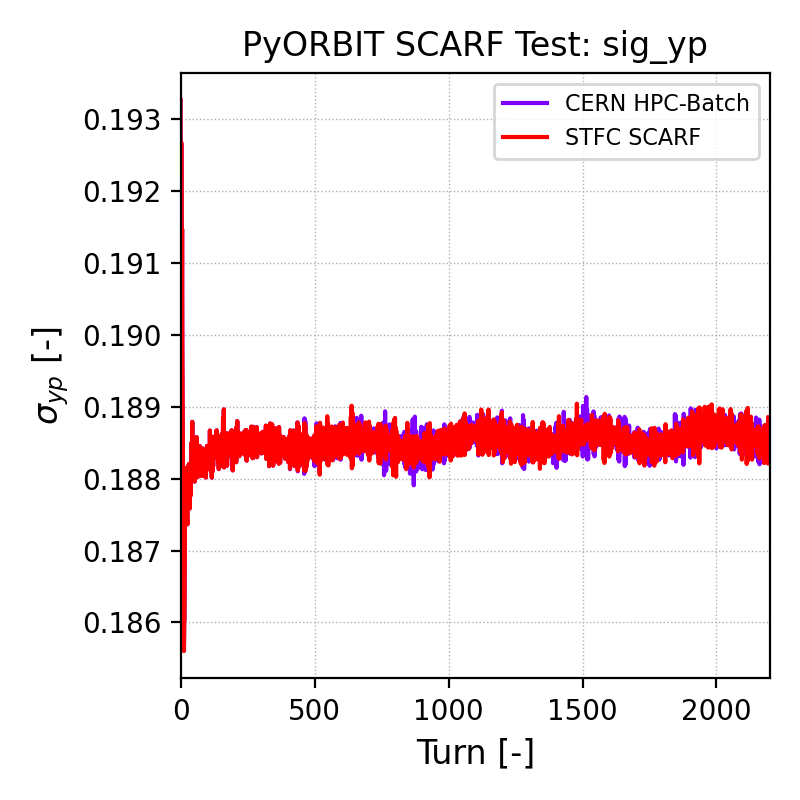 PyORBIT SCARF Test: sig_yp
CERN HPC-Batch
STFC SCARF
0.193
0.192
0.191
0.190
0.189
0.188
0.187
0.186
σyp [-]
0 500 1000 1500 2000
Turn [-]